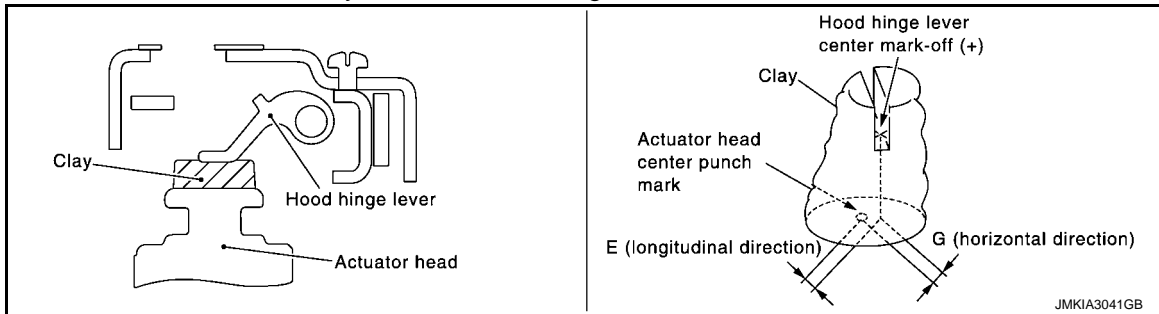 Clay
Hood hinge lever
Actuator head
Hood hinge lever
center mark-off (+)
Clay
Actuator head
center punch
mark
E (longitudinal direction)
G (horizontal direction)
JMKIA3041GB